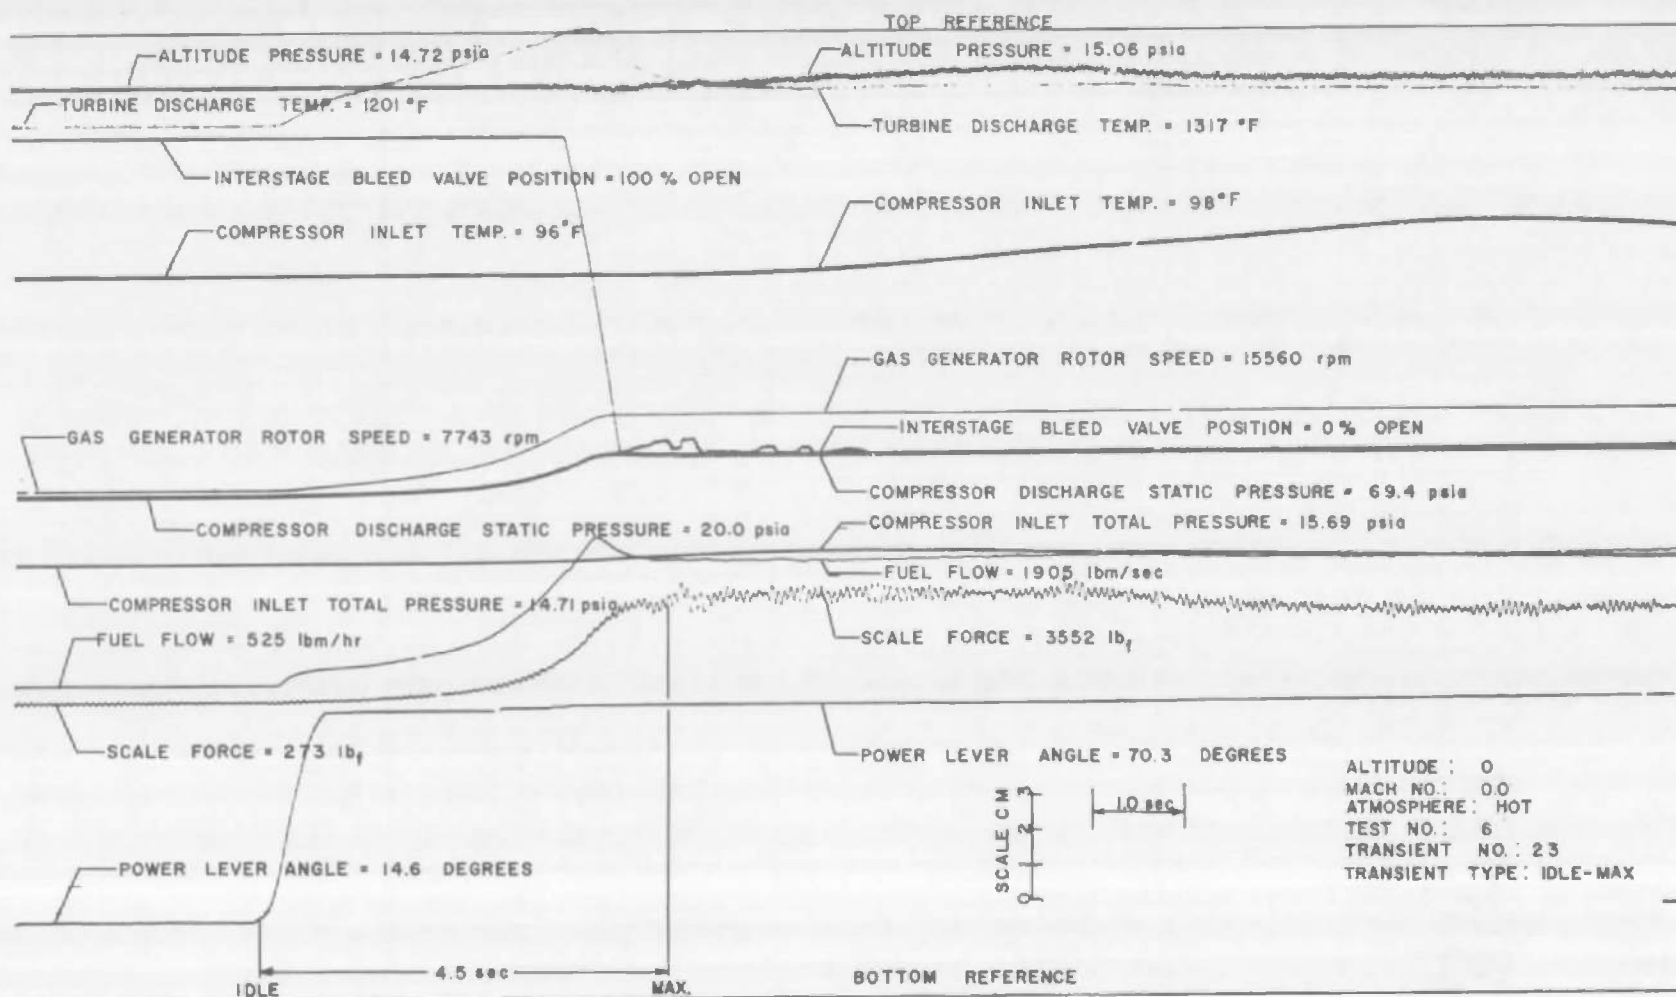 TOP REFERENCE
ALTITUDE PRESSURE = 14.72 psia
ALTITUDE PRESSURE = 15.06 psia
TURBINE DISCHARGE TEMP. = 1201 °F
TURBINE DISCHARGE TEMP. = 1317 °F
INTERSTAGE BLEED VALVE POSITION = 100 % OPEN
COMPRESSOR INLET TEMP. = 98°F
COMPRESSOR INLET TEMP. = 96°F
GAS GENERATOR ROTOR SPEED = 15560 rpm
GAS GENERATOR ROTOR SPEED = 7743 rpm
INTERSTAGE BLEED VALVE POSITION = 0 % OPEN
COMPRESSOR DISCHARGE STATIC PRESSURE = 69.4 psia
COMPRESSOR DISCHARGE STATIC PRESSURE = 20.0 psia
COMPRESSOR INLET TOTAL PRESSURE = 15.69 psia
FUEL FLOW = 1905 lbm/sec
COMPRESSOR INLET TOTAL PRESSURE = 14.71 psia
FUEL FLOW = 525 lbm/hr
SCALE FORCE = 3552 lbf
SCALE FORCE = 273 lbf
POWER LEVER ANGLE = 70.3 DEGREES
POWER LEVER ANGLE = 14.6 DEGREES
SCALE CM
0 1 2 3
1.0 sec
ALTITUDE : 0
MACH NO.: 0.0
ATMOSPHERE: HOT
TEST NO.: 6
TRANSIENT NO.: 23
TRANSIENT TYPE: IDLE-MAX
4.5 sec
IDLE
MAX.
BOTTOM REFERENCE